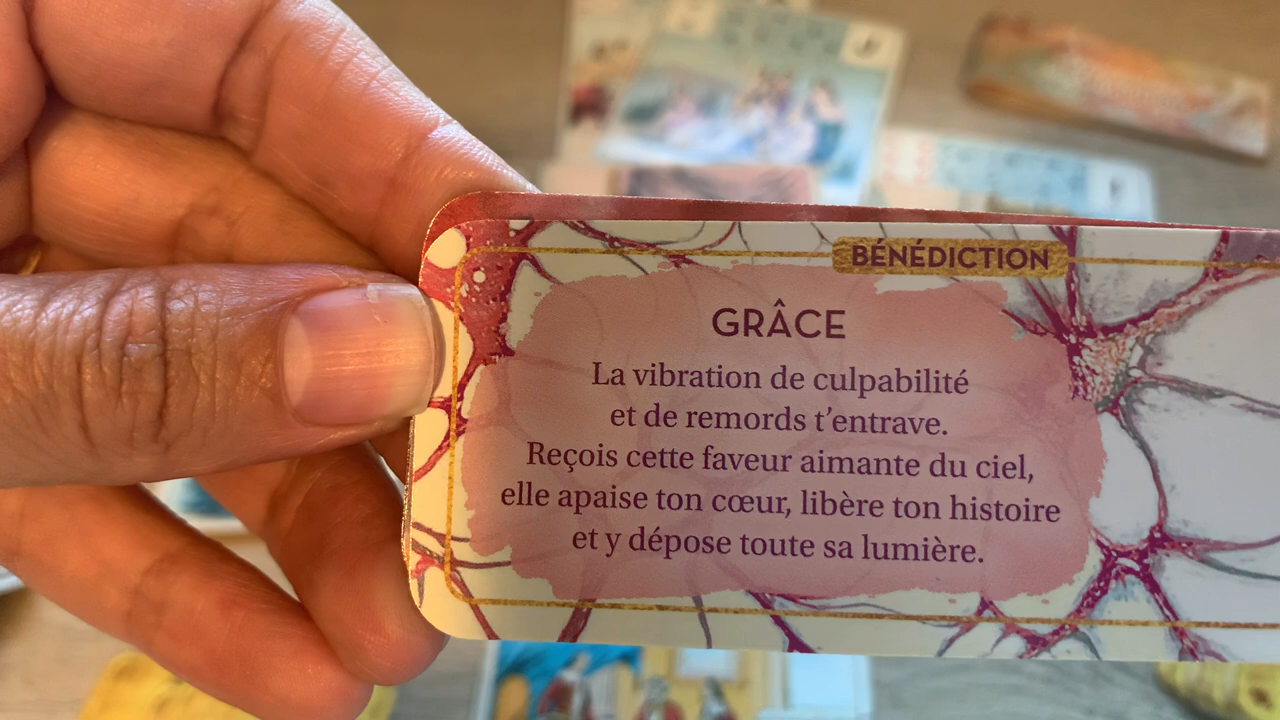 BÉNÉDICTION
GRÂCE
La vibration de culpabilité
et de remords t’entrave.
Reçois cette faveur aimante du ciel,
elle apaise ton cœur, libère ton histoire
et y dépose toute sa lumière.